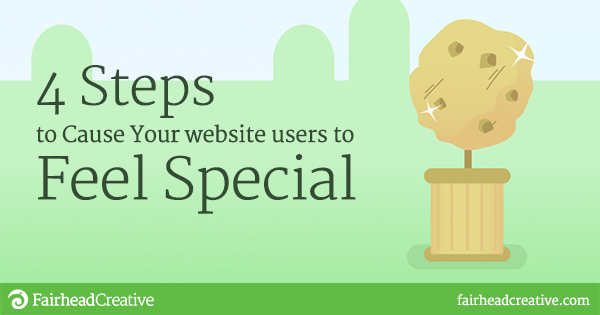 4 Steps
to Cause Your website users to
Feel Special
FairheadCreative
fairheadcreative.com